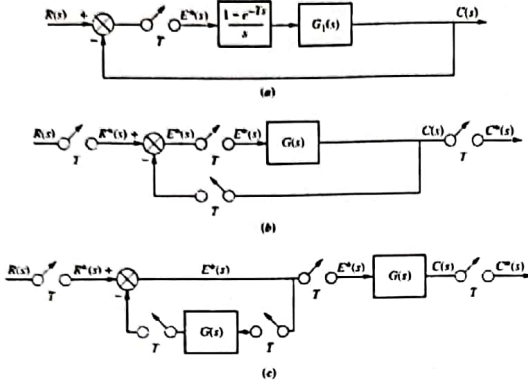 R(s) + E*(s) 1 - e^-Ts / s G₁(s) C(s)
- T
(a)
R(s) R*(s) + E*(s) E*(s) G(s) C(s) C*(s)
T - T T
T
(b)
R(s) R*(s) + E*(s) E*(s) G(s) C(s) C*(s)
T - T T
G(s)
T T
(c)